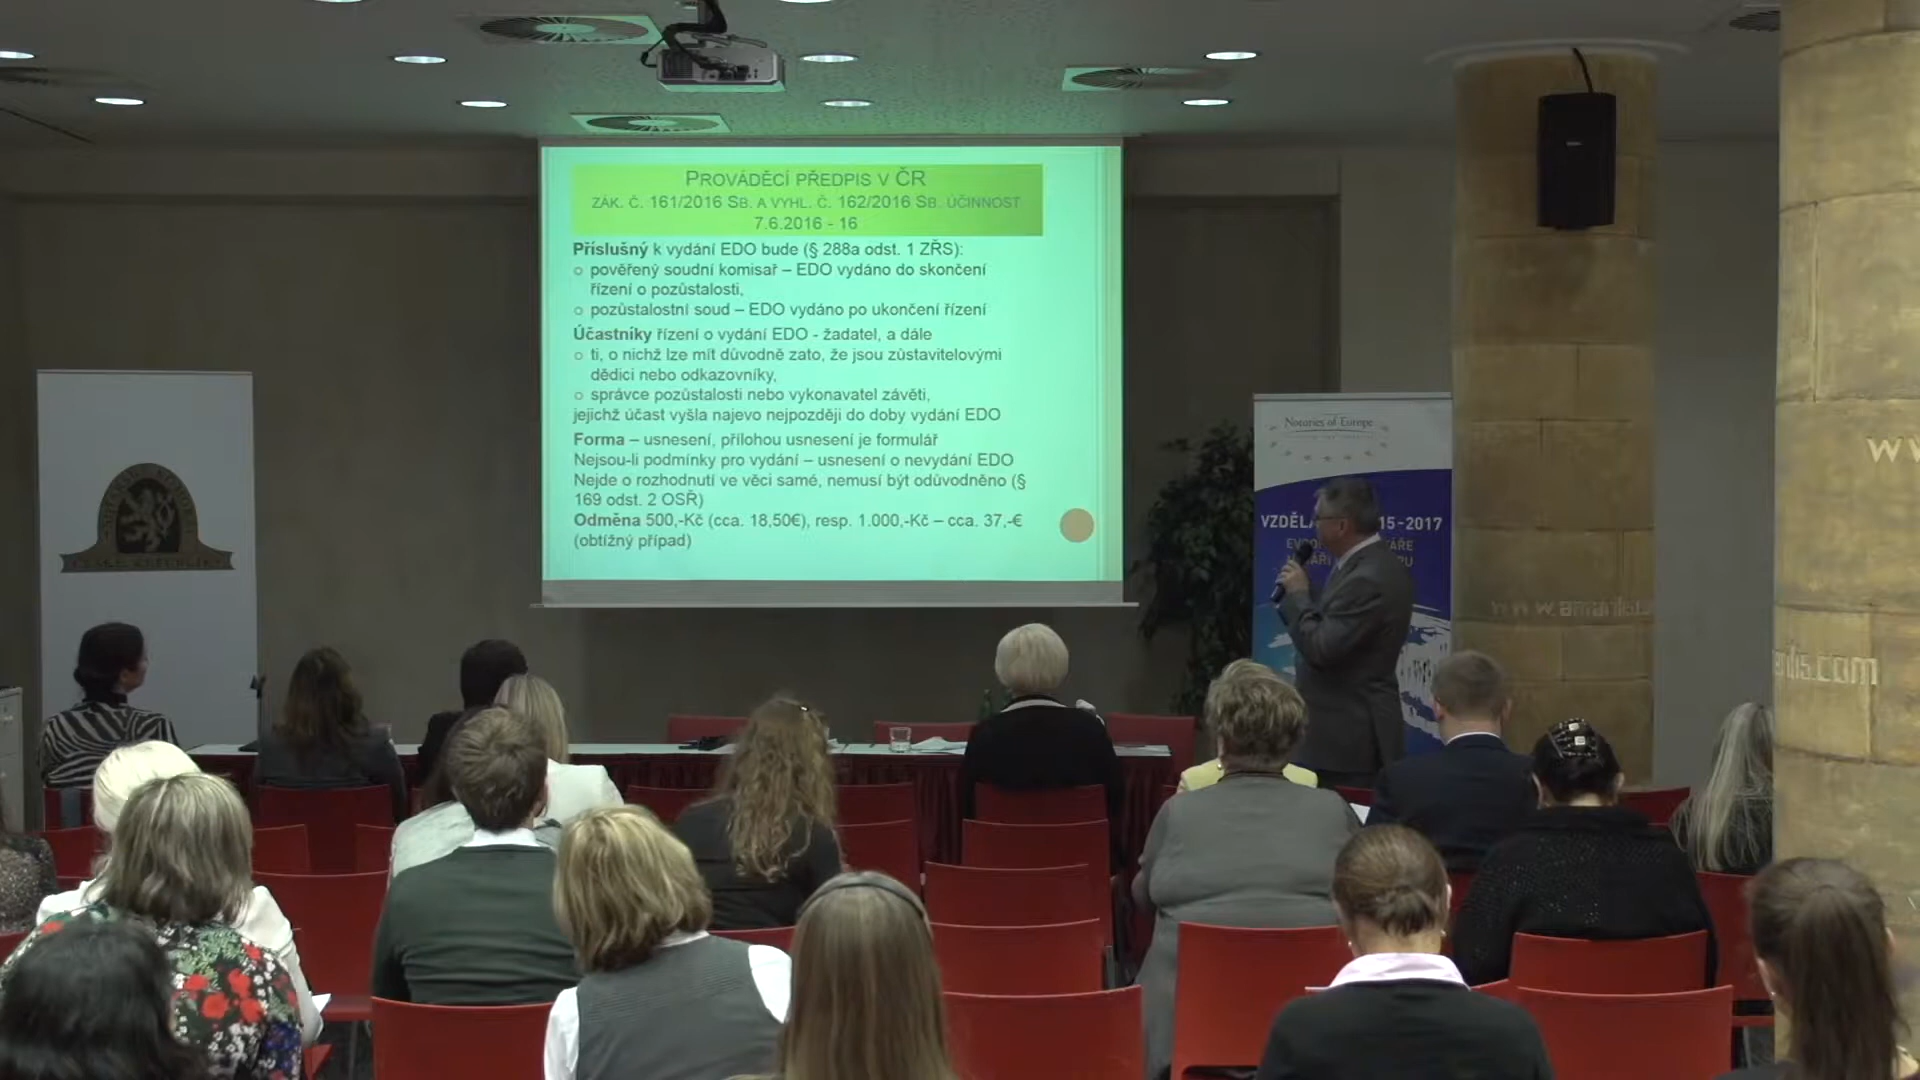 PROVÁDĚCÍ PŘEDPIS V ČR
ZÁK. Č. 161/2016 SB. A VYHL. Č. 162/2016 SB. ÚČINNOST
7.6.2016 - 16
Příslušný k vydání EDO bude (§ 288a odst. 1 ZŘS):
pověřený soudní komisař – EDO vydáno do skončení
řízení o pozůstalosti,
pozůstalostní soud – EDO vydáno po ukončení řízení
Účastníky řízení o vydání EDO - žadatel, a dále
ti, o nichž lze mít důvodně zato, že jsou zůstavitelovými
dědici nebo odkazovníky,
správce pozůstalosti nebo vykonavatel závěti,
jejichž účast vyšla najevo nejpozději do doby vydání EDO
Forma – usnesení, přílohou usnesení je formulář
Nejsou-li podmínky pro vydání – usnesení o nevydání EDO
Nejde o rozhodnutí ve věci samé, nemusí být odůvodněno (§
169 odst. 2 OSŘ)
Odměna 500,-Kč (cca. 18,50€), resp. 1.000,-Kč – cca. 37,-€
(obtížný případ)
Notaries of Europe
VZDĚLA 15-2017
ČESKÉ REPUBLIKY